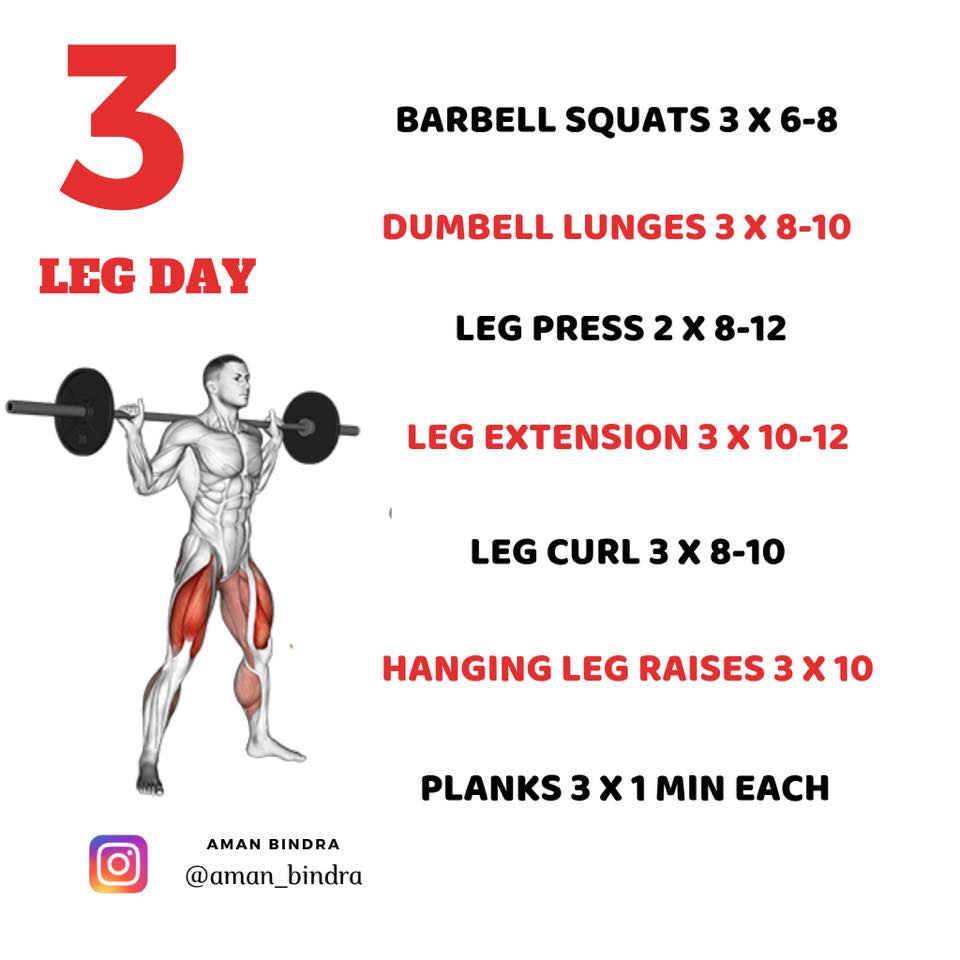 3
LEG DAY
BARBELL SQUATS 3 X 6-8
DUMBELL LUNGES 3 X 8-10
LEG PRESS 2 X 8-12
LEG EXTENSION 3 X 10-12
LEG CURL 3 X 8-10
HANGING LEG RAISES 3 X 10
PLANKS 3 X 1 MIN EACH
AMAN BINDRA
@aman_bindra